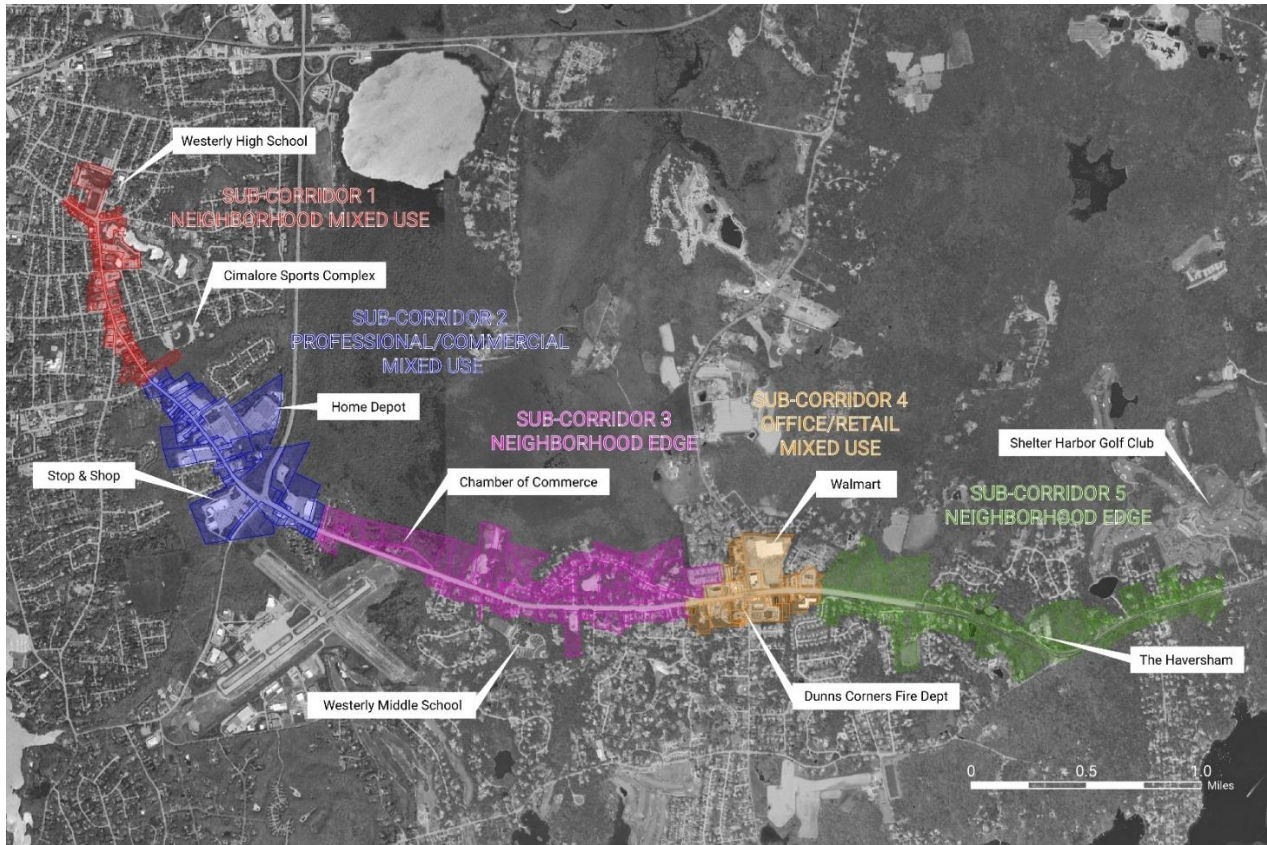 Westerly High School
SUB-CORRIDOR 1
NEIGHBORHOOD MIXED USE
Cimalore Sports Complex
SUB-CORRIDOR 2
PROFESSIONAL/COMMERCIAL
MIXED USE
Home Depot
SUB-CORRIDOR 3
NEIGHBORHOOD EDGE
SUB-CORRIDOR 4
OFFICE/RETAIL
MIXED USE
Shelter Harbor Golf Club
Stop & Shop
Chamber of Commerce
Walmart
SUB-CORRIDOR 5
NEIGHBORHOOD EDGE
The Haversham
Westerly Middle School
Dunns Corners Fire Dept
0 0.5 1.0
Miles